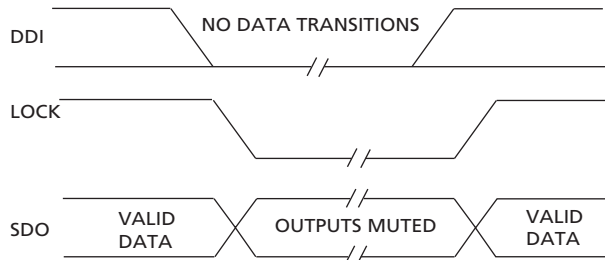 NO DATA TRANSITIONS
DDI
LOCK
SDO
VALID
DATA
OUTPUTS MUTED
VALID
DATA